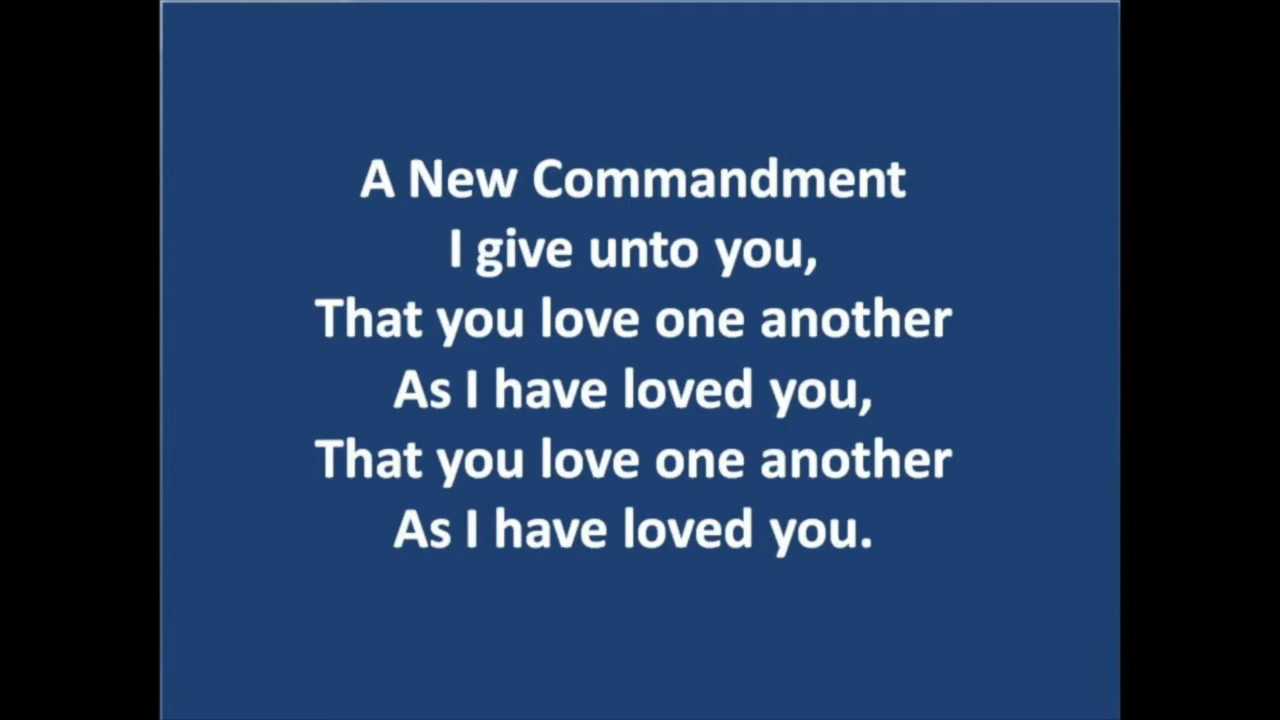 A New Commandment
I give unto you,
That you love one another
As I have loved you,
That you love one another
As I have loved you.